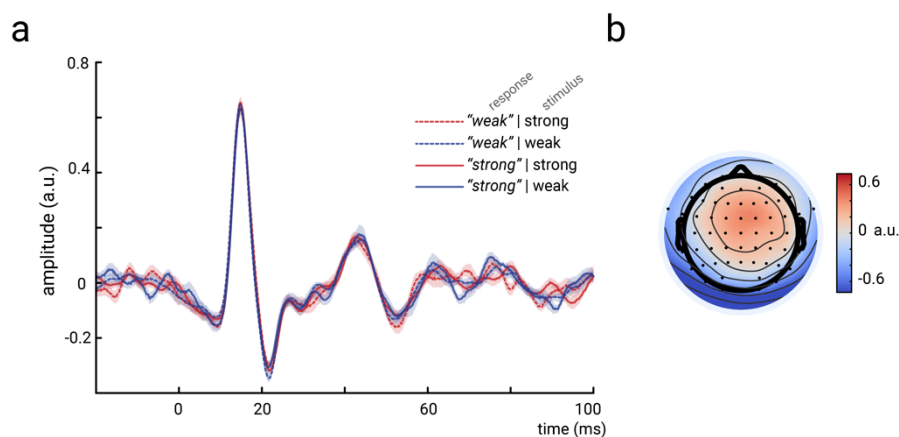 a
b
0.8
0.4
0
-0.2
amplitude (a.u.)
0
20
60
100
time (ms)
response
stimulus
“weak” | strong
“weak” | weak
“strong” | strong
“strong” | weak
0.6
0 a.u.
-0.6